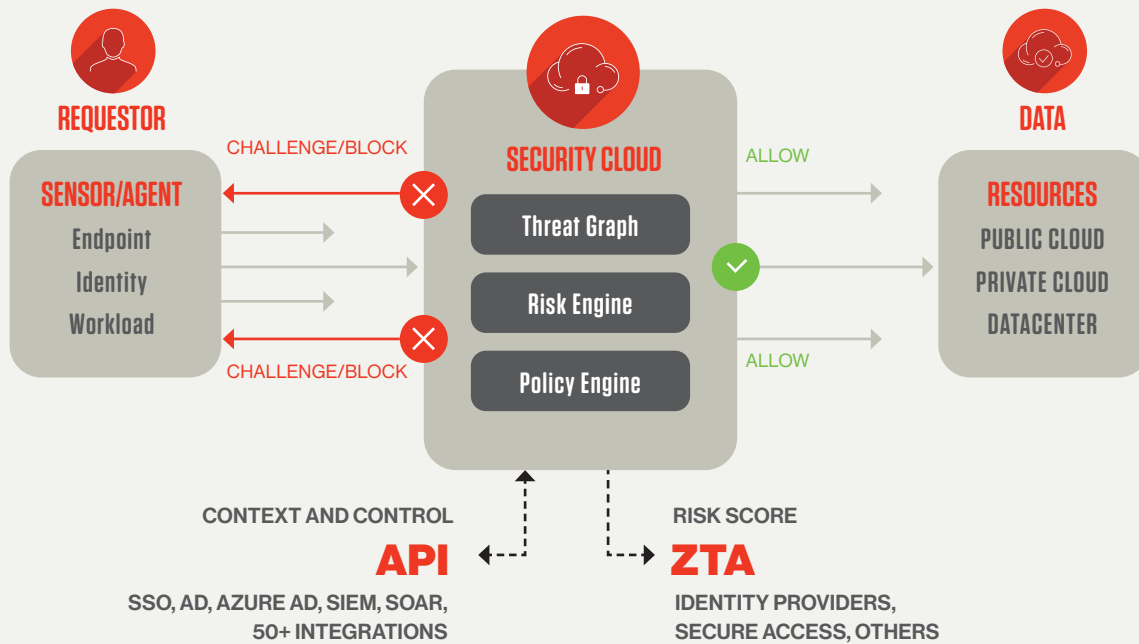 REQUESTOR
SENSOR/AGENT
Endpoint
Identity
Workload
CHALLENGE/BLOCK
CHALLENGE/BLOCK
SECURITY CLOUD
Threat Graph
Risk Engine
Policy Engine
ALLOW
ALLOW
DATA
RESOURCES
PUBLIC CLOUD
PRIVATE CLOUD
DATACENTER
CONTEXT AND CONTROL
API
SSO, AD, AZURE AD, SIEM, SOAR,
50+ INTEGRATIONS
RISK SCORE
ZTA
IDENTITY PROVIDERS,
SECURE ACCESS, OTHERS